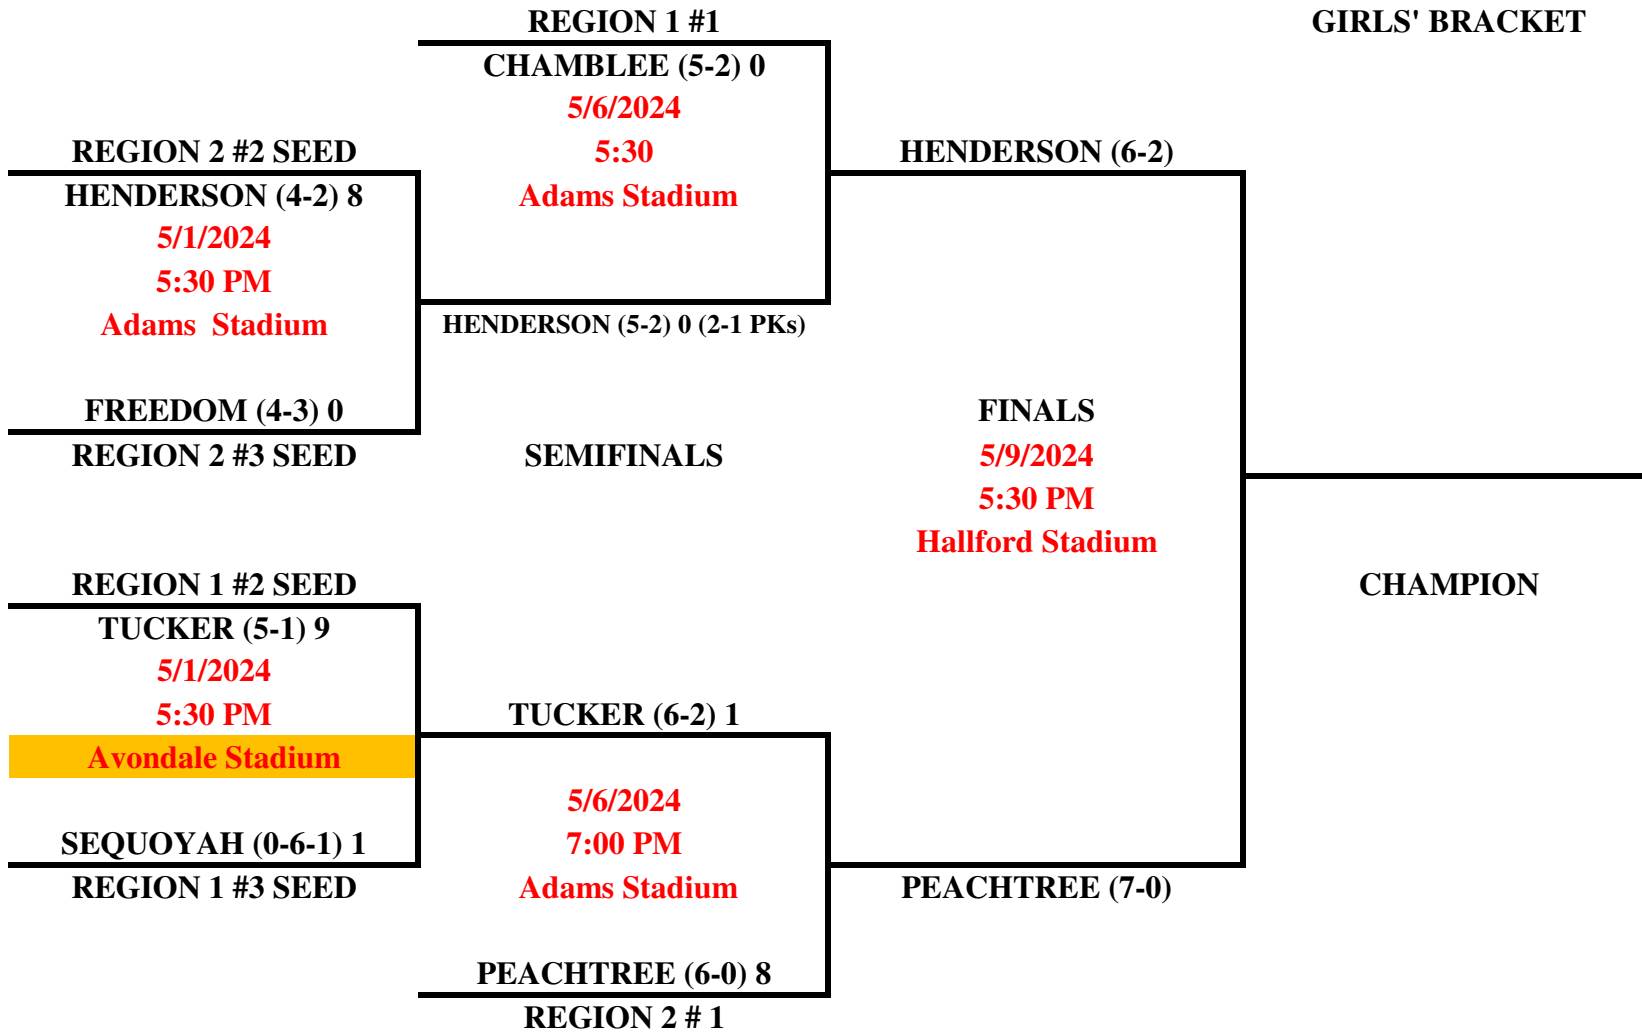 REGION 1 #1
GIRLS' BRACKET
CHAMBLEE (5-2) 0
5/6/2024
5:30
Adams Stadium
REGION 2 #2 SEED
HENDERSON (4-2) 8
5/1/2024
5:30 PM
Adams  Stadium
HENDERSON (6-2)
HENDERSON (5-2) 0 (2-1 PKs)
FREEDOM (4-3) 0
REGION 2 #3 SEED
SEMIFINALS
FINALS
5/9/2024
5:30 PM
Hallford Stadium
REGION 1 #2 SEED
TUCKER (5-1) 9
5/1/2024
5:30 PM
Avondale Stadium
CHAMPION
TUCKER (6-2) 1
5/6/2024
7:00 PM
Adams Stadium
SEQUOYAH (0-6-1) 1
REGION 1 #3 SEED
PEACHTREE (7-0)
PEACHTREE (6-0) 8
REGION 2 # 1